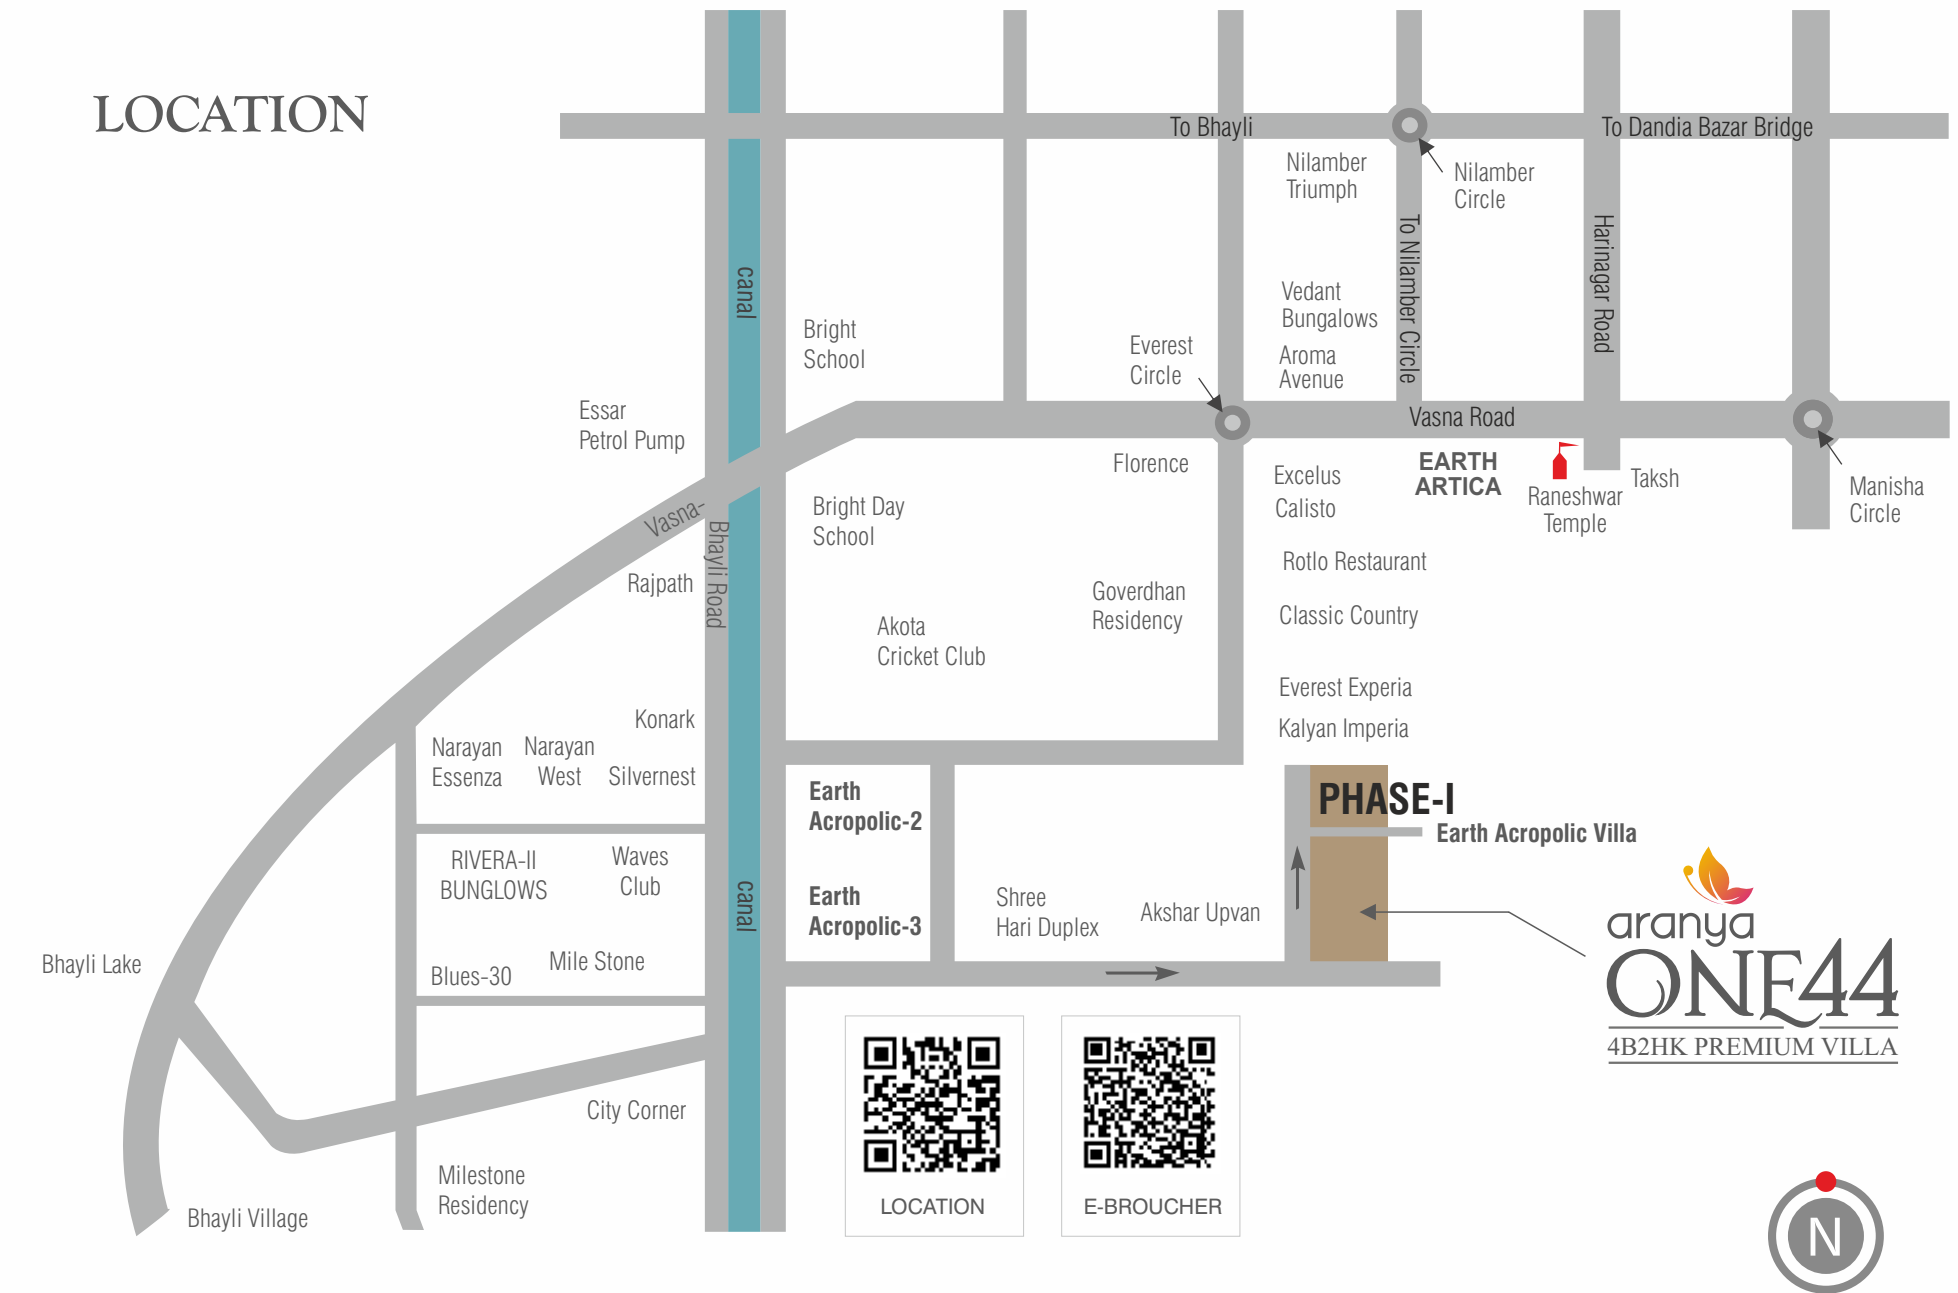 LOCATION
To Bhayli
To Dandia Bazar Bridge
Nilamber
Triumph
Nilamber
Circle
To Nilamber Circle
Harinagar Road
canal
Vedant
Bungalows
Aroma
Avenue
Bright
School
Everest
Circle
Essar
Petrol Pump
Vasna Road
Florence
Excelus
Calisto
EARTH
ARTICA
Raneshwar
Temple
Taksh
Manisha
Circle
Vasna-
Bhayli Road
Bright Day
School
Rotlo Restaurant
Rajpath
Goverdhan
Residency
Classic Country
Akota
Cricket Club
Everest Experia
Konark
Kalyan Imperia
Narayan
Essenza
Narayan
West
Silvernest
Earth
Acropolic-2
PHASE-I
Earth Acropolic Villa
RIVERA-II
BUNGLOWS
Waves
Club
canal
Earth
Acropolic-3
Shree
Hari Duplex
Akshar Upvan
aranya
ONE44
4B2HK PREMIUM VILLA
Bhayli Lake
Blues-30
Mile Stone
City Corner
Milestone
Residency
Bhayli Village
LOCATION
E-BROUCHER
N